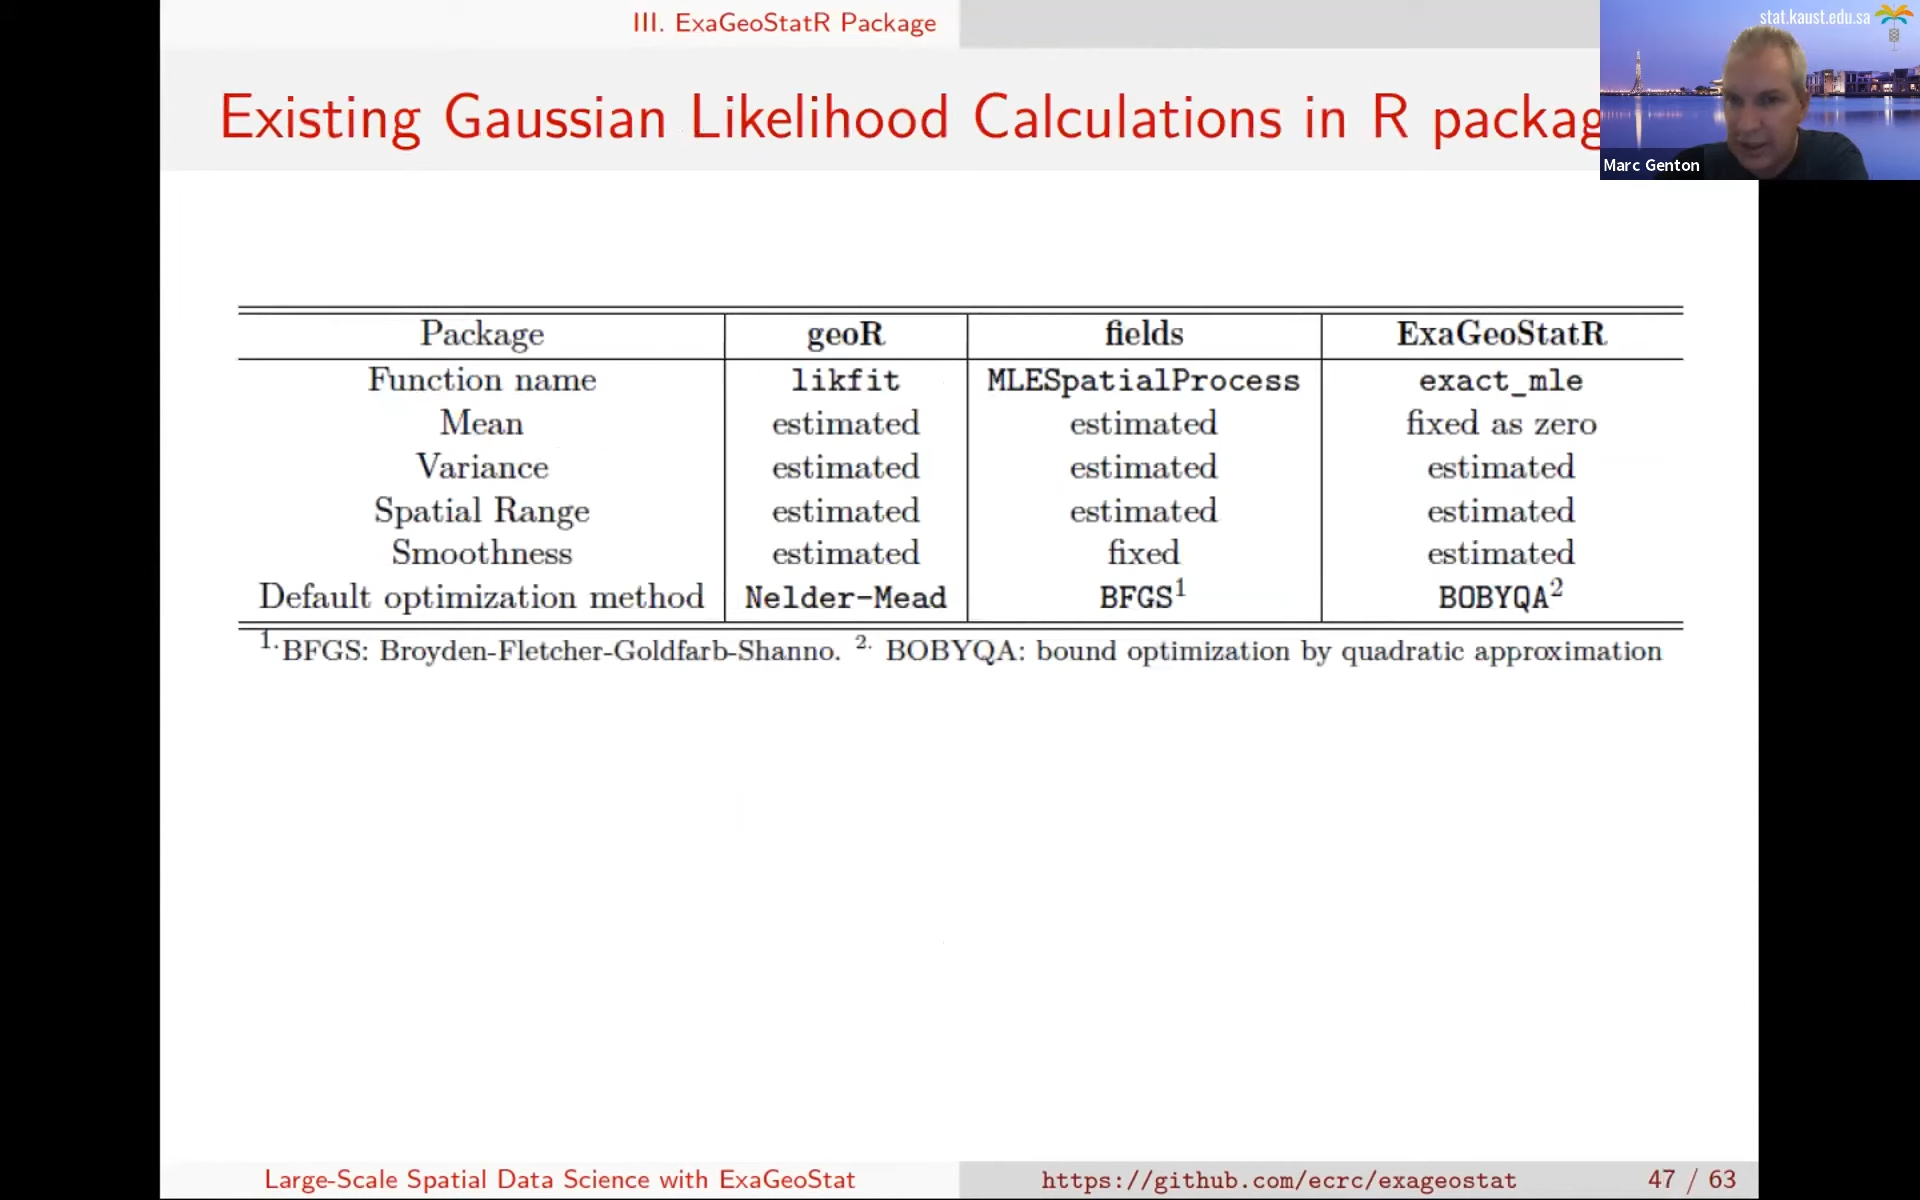 III. ExaGeoStatR Package
stat.kaust.edu.sa
Existing Gaussian Likelihood Calculations in R packag
Marc Genton
Package geoR fields ExaGeoStatR
Function name likfit MLESpatialProcess exact_mle
Mean estimated estimated fixed as zero
Variance estimated estimated estimated
Spatial Range estimated estimated estimated
Smoothness estimated fixed estimated
Default optimization method Nelder-Mead BFGS¹ BOBYQA²
1. BFGS: Broyden-Fletcher-Goldfarb-Shanno. 2. BOBYQA: bound optimization by quadratic approximation
Large-Scale Spatial Data Science with ExaGeoStat https://github.com/ecrc/exageostat 47 / 63